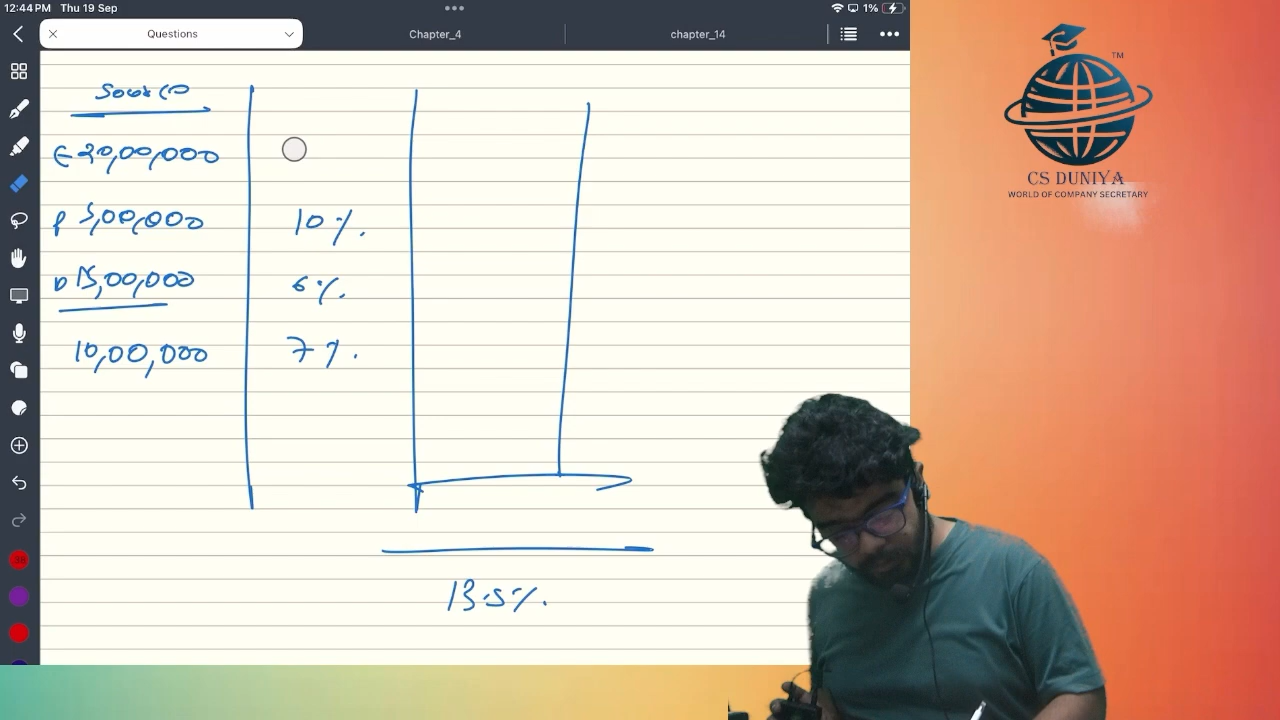 12:44 PM Thu 19 Sep
1%
Questions
Chapter_4
chapter_14
Source
E 20,00,000
P 5,00,000 10%.
D 15,00,000 6%.
10,00,000 7%.
13.5%.
TM
CS DUNIYA
WORLD OF COMPANY SECRETARY